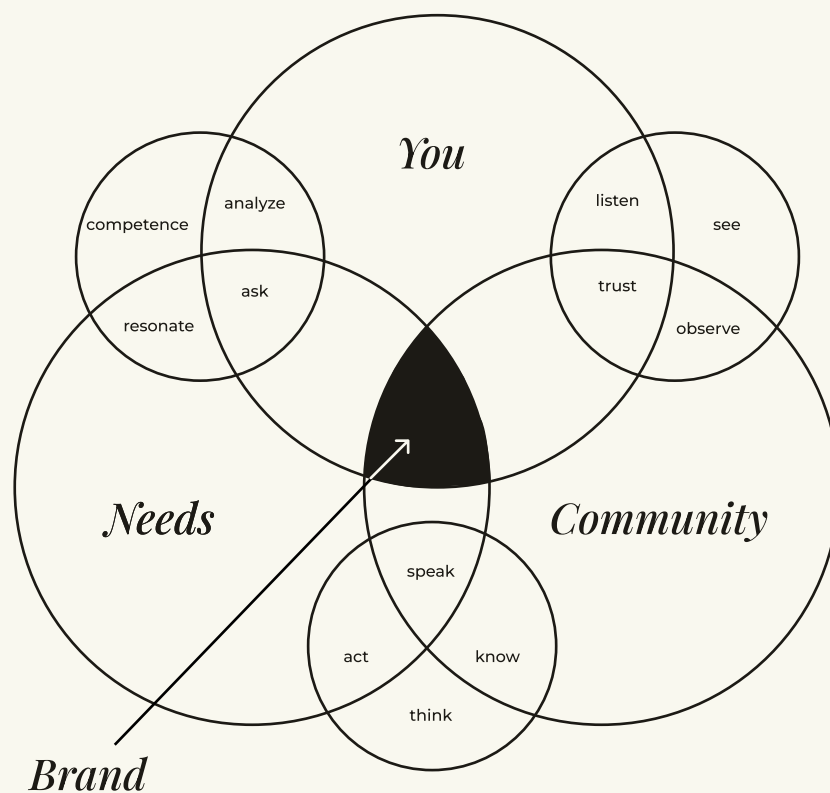 You
analyze
listen
competence
see
ask
trust
resonate
observe
Needs
Community
speak
act
know
think
Brand